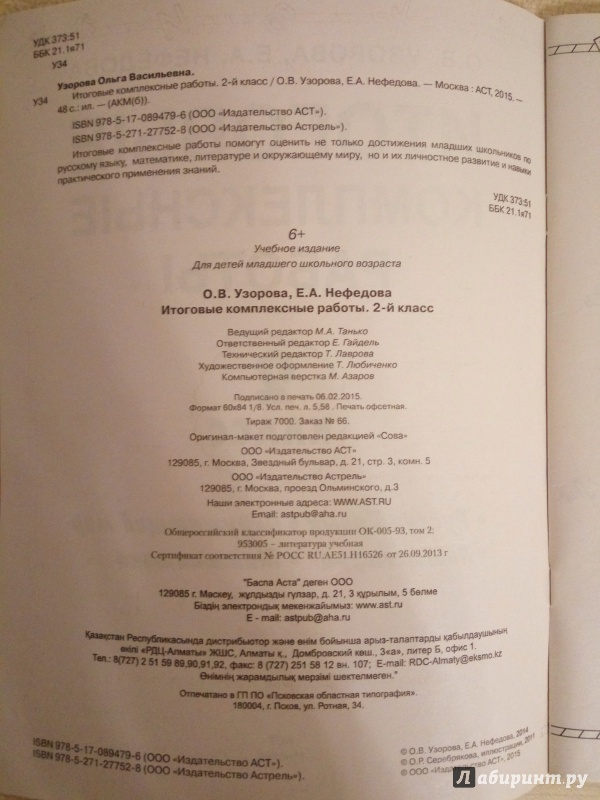 УДК 373:51
ББК 21.1я71
У34
Узорова Ольга Васильевна.
У34 Итоговые комплексные работы. 2-й класс / О.В. Узорова, Е.А. Нефедова. — Москва : АСТ, 2015. —
48 с.: ил. — (АКМ(б)).
ISBN 978-5-17-089479-6 (ООО «Издательство АСТ»).
ISBN 978-5-271-27752-8 (ООО «Издательство Астрель»).
Итоговые комплексные работы помогут оценить не только достижения младших школьников по
русскому языку, математике, литературе и окружающему миру, но и их личностное развитие и навыки
практического применения знаний.
УДК 373:51
ББК 21.1я71
6+
Учебное издание
Для детей младшего школьного возраста
О.В. Узорова, Е.А. Нефедова
Итоговые комплексные работы. 2-й класс
Ведущий редактор М.А. Танько
Ответственный редактор Е. Гайдель
Технический редактор Т. Лаврова
Художественное оформление Т. Любиченко
Компьютерная верстка М. Азаров
Подписано в печать 06.02.2015.
Формат 60х84 1/8. Усл. печ. л. 5,58 . Печать офсетная.
Тираж 7000. Заказ № 66.
Оригинал-макет подготовлен редакцией «Сова»
ООО «Издательство АСТ»
129085, г. Москва, Звездный бульвар, д. 21, стр. 3, комн. 5
ООО «Издательство Астрель»
129085, г. Москва, проезд Ольминского, д.3
Наши электронные адреса: WWW.AST.RU
Email: astpub@aha.ru
Общероссийский классификатор продукции ОК-005-93, том 2:
953005 – литература учебная
Сертификат соответствия № РОСС RU.АЕ51.Н16526 от 26.09.2013 г
"Баспа Аста" деген ООО
129085 г. Мәскеу, жұлдызды гүлзар, д. 21, 3 құрылым, 5 бөлме
Біздің электрондық мекенжайымыз: www.ast.ru
E - mail: astpub@aha.ru
Қазақстан Республикасында дистрибьютор және өнім бойынша арыз-талаптарды қабылдаушының
өкілі «РДЦ-Алматы» ЖШС, Алматы қ., Домбровский көш., 3«а», литер Б, офис 1.
Тел.: 8(727) 2 51 59 89,90,91,92, факс: 8 (727) 251 58 12 вн. 107; E-mail: RDC-Almaty@eksmo.kz
Өнімнің жарамдылық мерзімі шектелмеген."
Отпечатано в ГП ПО «Псковская областная типография».
180004, г. Псков, ул. Ротная, 34.
ISBN 978-5-17-089479-6 (ООО «Издательство АСТ»)
ISBN 978-5-271-27752-8 (ООО «Издательство Астрель»).
© О.В. Узорова, Е.А. Нефедова, 2014
© О.Р. Серебрякова, иллюстрации, 2011
© ООО «Издательство АСТ», 2015
Лабиринт.ру